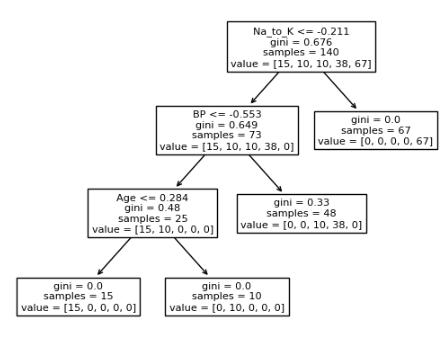 Na_to_K <= -0.211
gini = 0.676
samples = 140
value = [15, 10, 10, 38, 67]
BP <= -0.553
gini = 0.649
samples = 73
value = [15, 10, 10, 38, 0]
gini = 0.0
samples = 67
value = [0, 0, 0, 0, 67]
Age <= 0.284
gini = 0.48
samples = 25
value = [15, 10, 0, 0, 0]
gini = 0.33
samples = 48
value = [0, 0, 10, 38, 0]
gini = 0.0
samples = 15
value = [15, 0, 0, 0, 0]
gini = 0.0
samples = 10
value = [0, 10, 0, 0, 0]